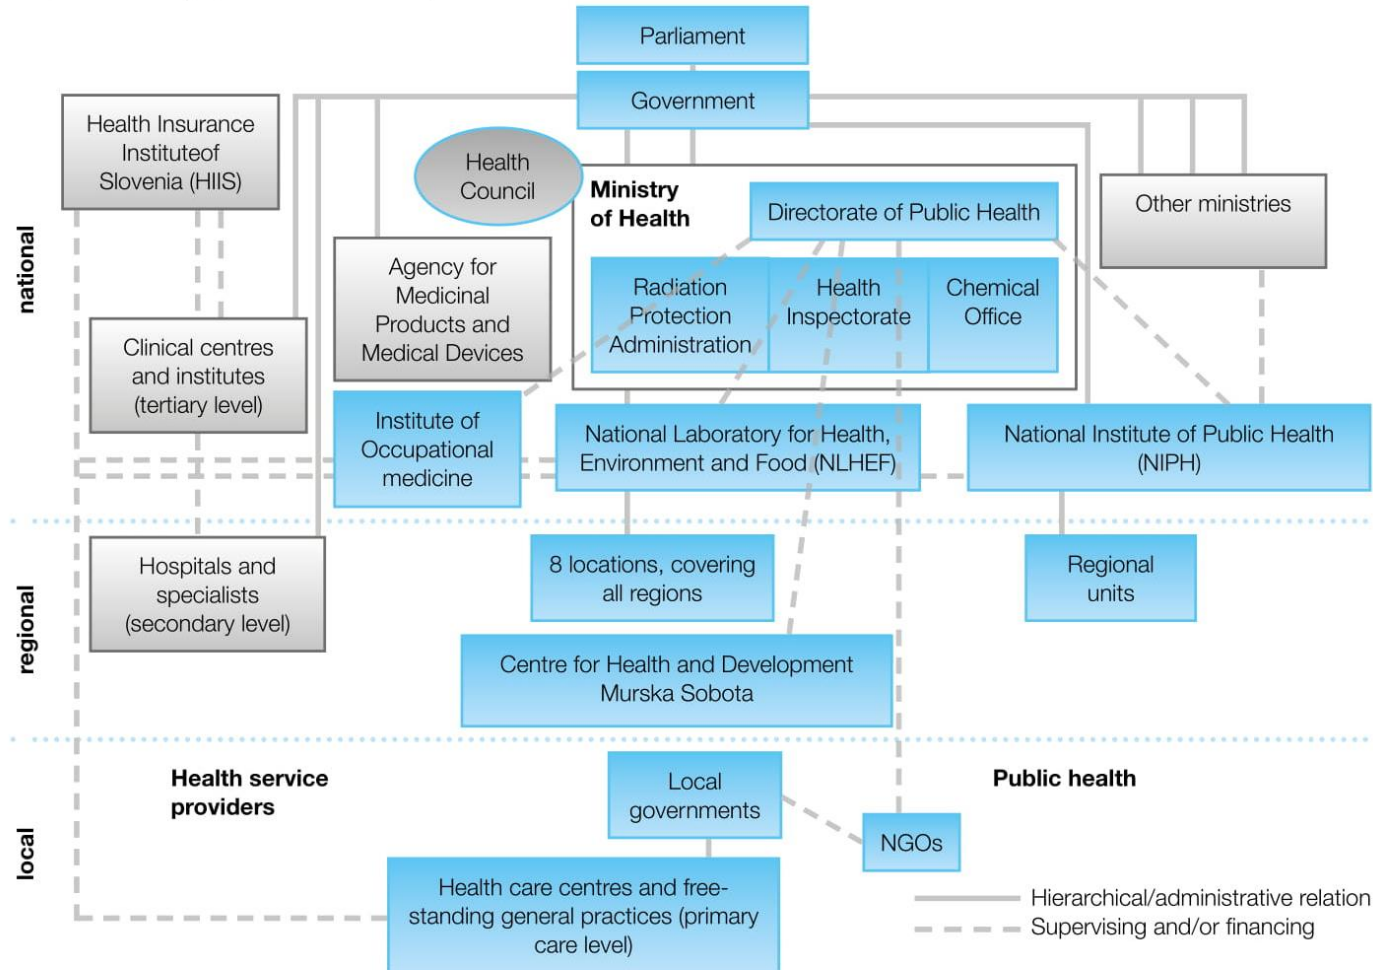 Parliament
Government
Health Insurance
Instituteof
Slovenia (HIIS)
Health
Council
Ministry
of Health
Directorate of Public Health
Other ministries
national
Agency for
Medicinal
Products and
Medical Devices
Radiation
Protection
Administration
Health
Inspectorate
Chemical
Office
Clinical centres
and institutes
(tertiary level)
Institute of
Occupational
medicine
National Laboratory for Health,
Environment and Food (NLHEF)
National Institute of Public Health
(NIPH)
regional
Hospitals and
specialists
(secondary level)
8 locations, covering
all regions
Regional
units
Centre for Health and Development
Murska Sobota
local
Health service
providers
Local
governments
Public health
NGOs
Health care centres and free-
standing general practices (primary
care level)
Hierarchical/administrative relation
Supervising and/or financing